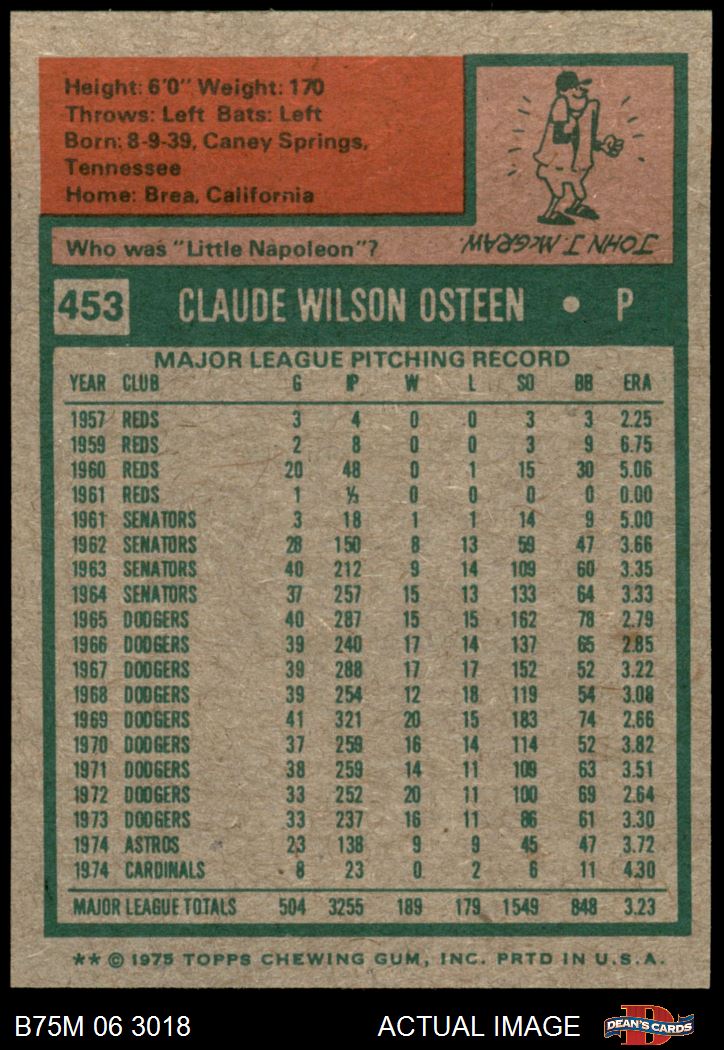 Height: 6'0" Weight: 170
Throws: Left Bats: Left
Born: 8-9-39, Caney Springs,
Tennessee
Home: Brea, California
JOHN J. McGRAW.
Who was "Little Napoleon"?
453 CLAUDE WILSON OSTEEN • P
MAJOR LEAGUE PITCHING RECORD
YEAR CLUB G IP W L SO BB ERA
1957 REDS 3 4 0 0 3 3 2.25
1959 REDS 2 8 0 0 3 9 6.75
1960 REDS 20 48 0 1 15 30 5.06
1961 REDS 1 ⅓ 0 0 0 0 0.00
1961 SENATORS 3 18 1 1 14 9 5.00
1962 SENATORS 28 150 8 13 59 47 3.66
1963 SENATORS 40 212 9 14 109 60 3.35
1964 SENATORS 37 257 15 13 133 64 3.33
1965 DODGERS 40 287 15 15 162 78 2.79
1966 DODGERS 39 240 17 14 137 65 2.85
1967 DODGERS 39 288 17 17 152 52 3.22
1968 DODGERS 39 254 12 18 119 54 3.08
1969 DODGERS 41 321 20 15 183 74 2.66
1970 DODGERS 37 259 16 14 114 52 3.82
1971 DODGERS 38 259 14 11 109 63 3.51
1972 DODGERS 33 252 20 11 100 69 2.64
1973 DODGERS 33 237 16 11 86 61 3.30
1974 ASTROS 23 138 9 9 45 47 3.72
1974 CARDINALS 8 23 0 2 6 11 4.30
MAJOR LEAGUE TOTALS 504 3255 189 179 1549 848 3.23
** © 1975 TOPPS CHEWING GUM, INC. PRTD IN U.S.A.
B75M 06 3018 ACTUAL IMAGE DEAN'S CARDS